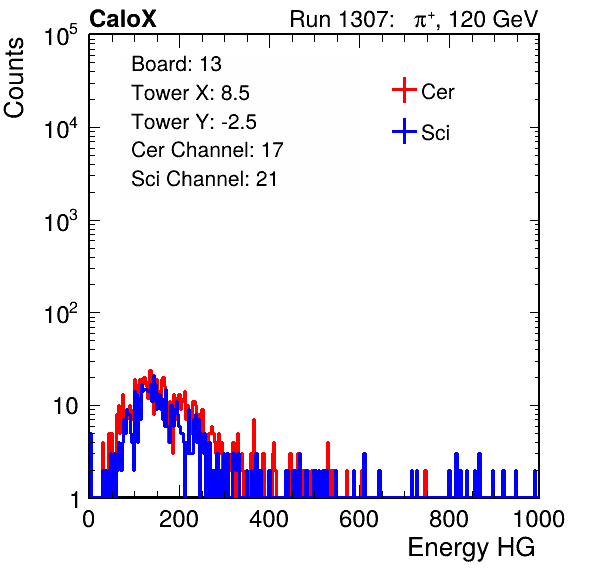 CaloX Run 1307: π⁺, 120 GeV
10⁵
Counts
Board: 13
Tower X: 8.5
Tower Y: -2.5
Cer Channel: 17
Sci Channel: 21
Cer
Sci
10⁴
10³
10²
10
1
0 200 400 600 800 1000
Energy HG